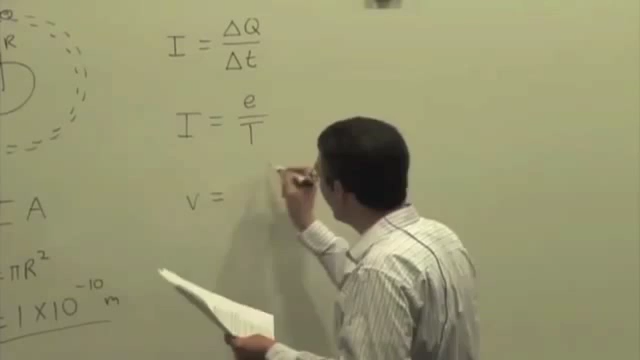 Q
R
I = ΔQ/Δt
I = e/T
v =
I A
= πR²
= 1 X 10⁻¹⁰ m